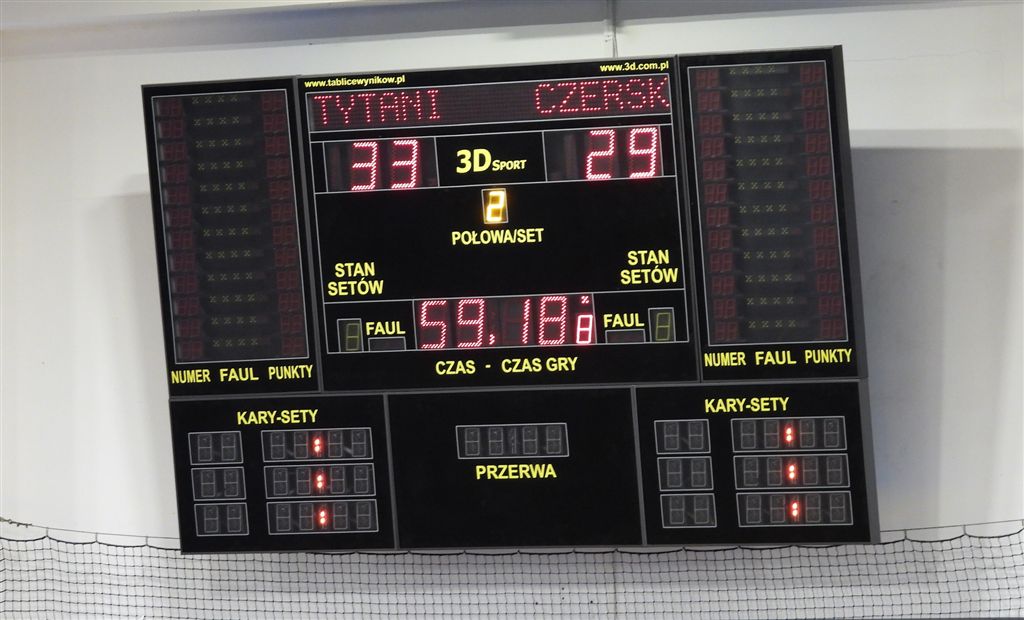 www.tablicewynikow.pl
www.3d.com.pl
TYTANI CZERSK
33 3D SPORT 29
2
POŁOWA/SET
STAN SETÓW
STAN SETÓW
FAUL 59.18 8 FAUL
CZAS - CZAS GRY
NUMER FAUL PUNKTY
NUMER FAUL PUNKTY
KARY-SETY
KARY-SETY
:
:
:
:
:
:
PRZERWA